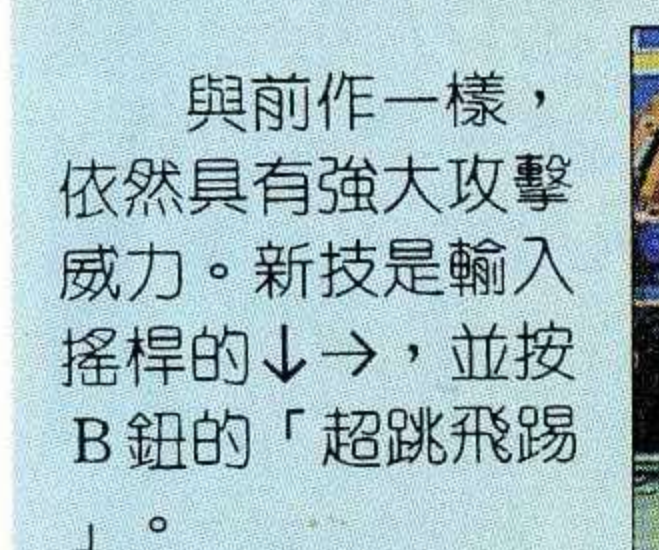 與前作一樣，
依然具有強大攻擊
威力。新技是輸入
搖桿的↓→，並按
B鈕的「超跳飛踢
」。